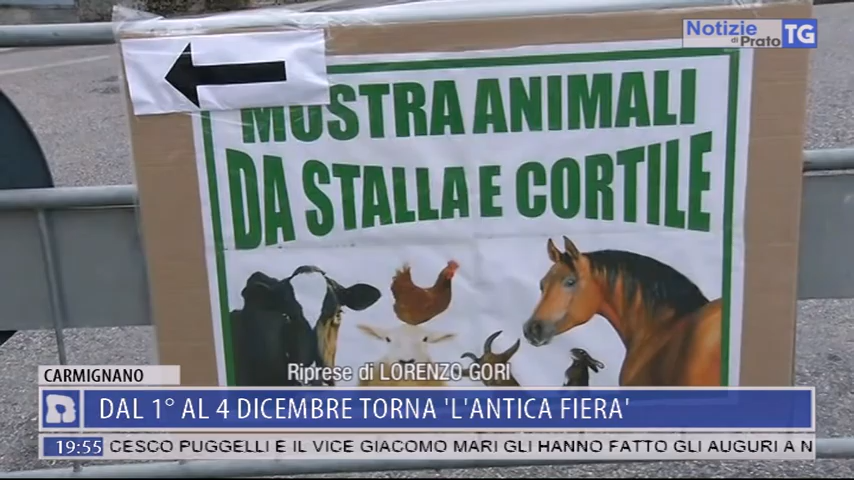 Notizie
di Prato
TG
MOSTRA ANIMALI
DA STALLA E CORTILE
Riprese di LORENZO GORI
CARMIGNANO
DAL 1° AL 4 DICEMBRE TORNA 'L'ANTICA FIERA'
19:55 CESCO PUGGELLI E IL VICE GIACOMO MARI GLI HANNO FATTO GLI AUGURI A N